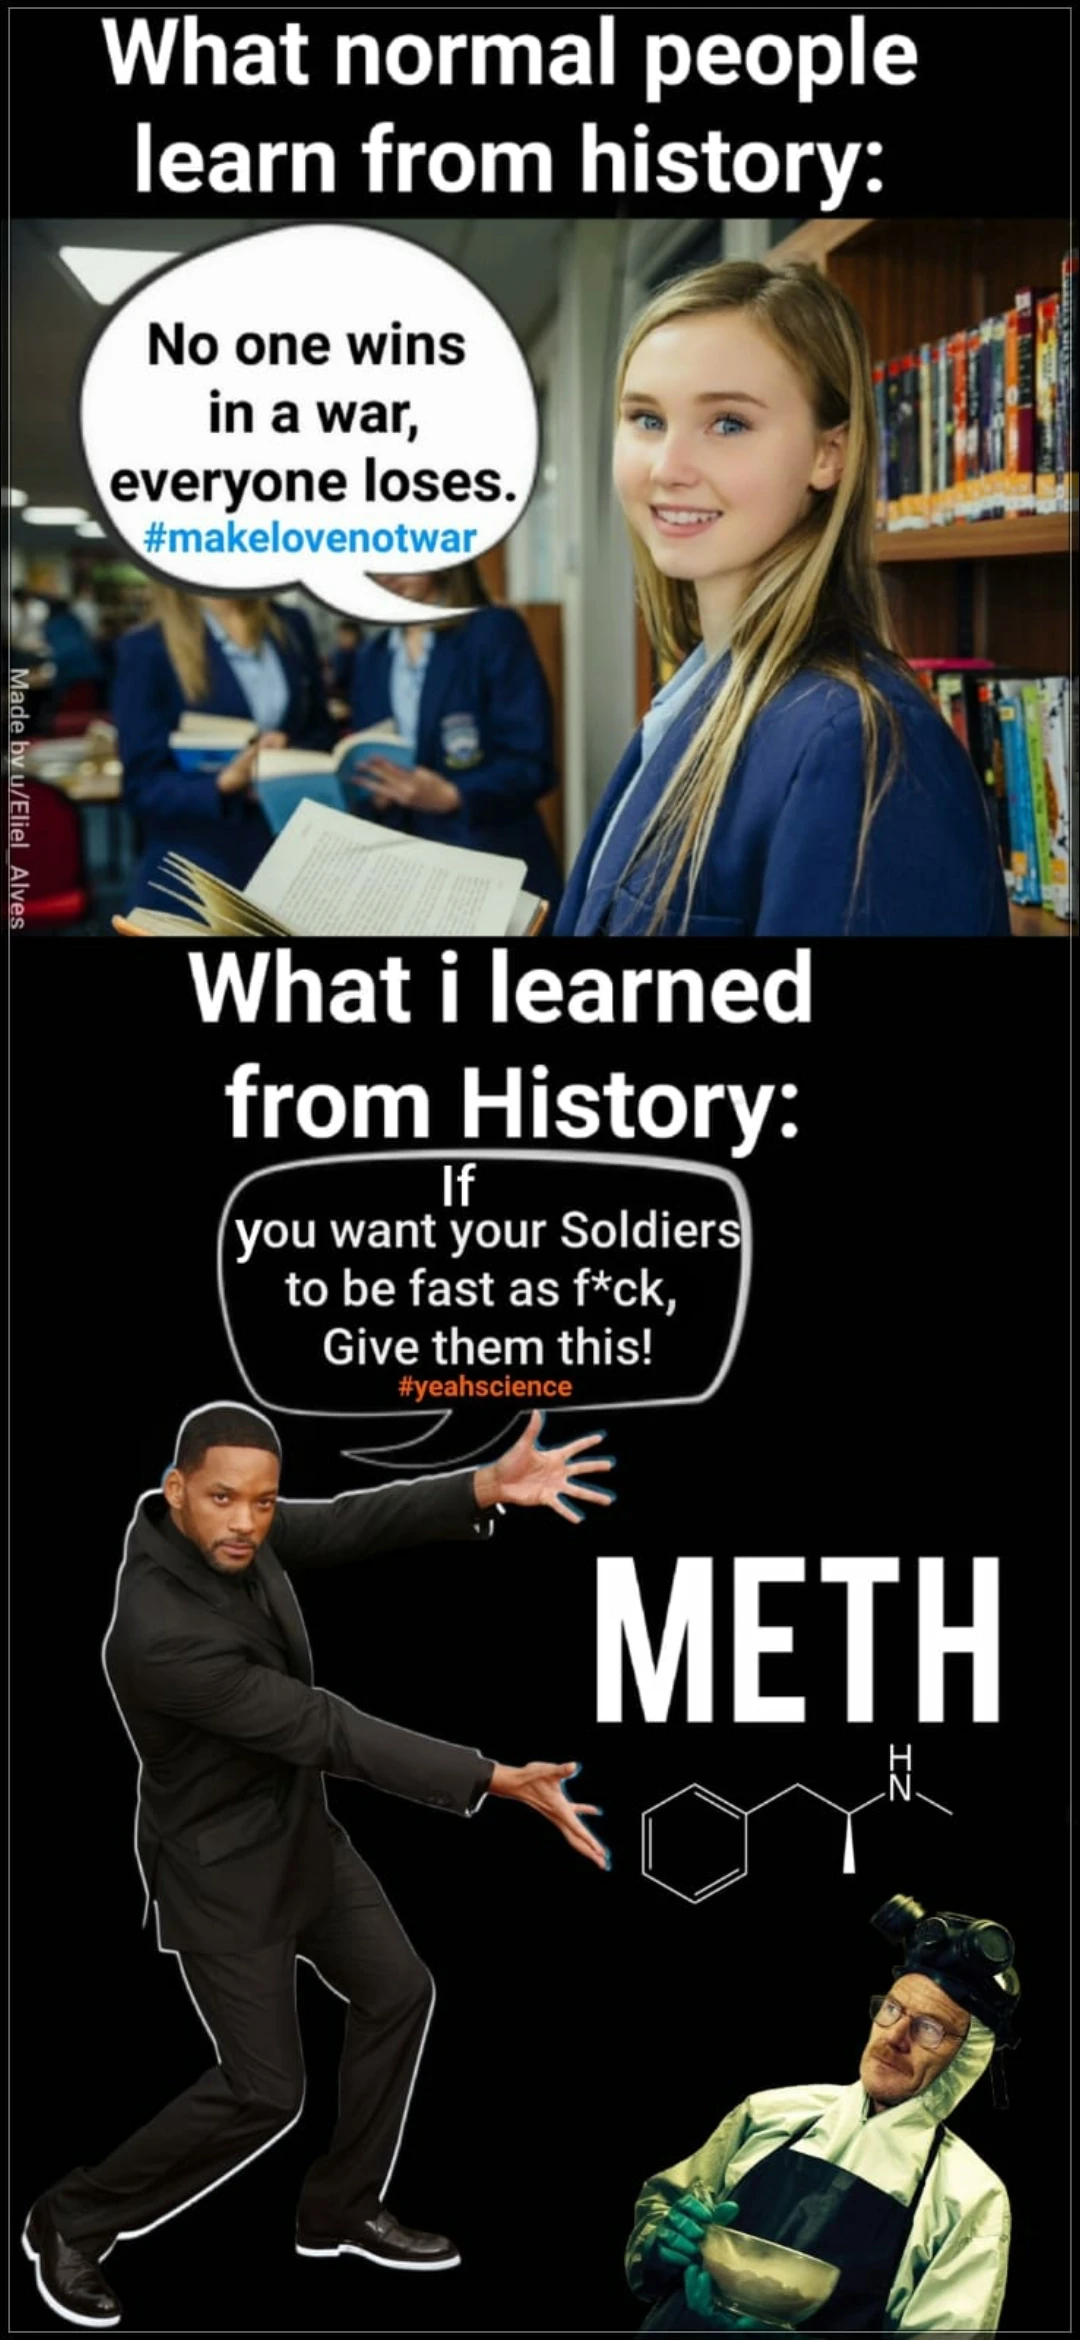 What normal people
learn from history:
No one wins
in a war,
everyone loses.
#makelovenotwar
Made by u/Eliel_Alves
What i learned
from History:
If
you want your Soldiers
to be fast as f*ck,
Give them this!
#yeahscience
METH
H
N